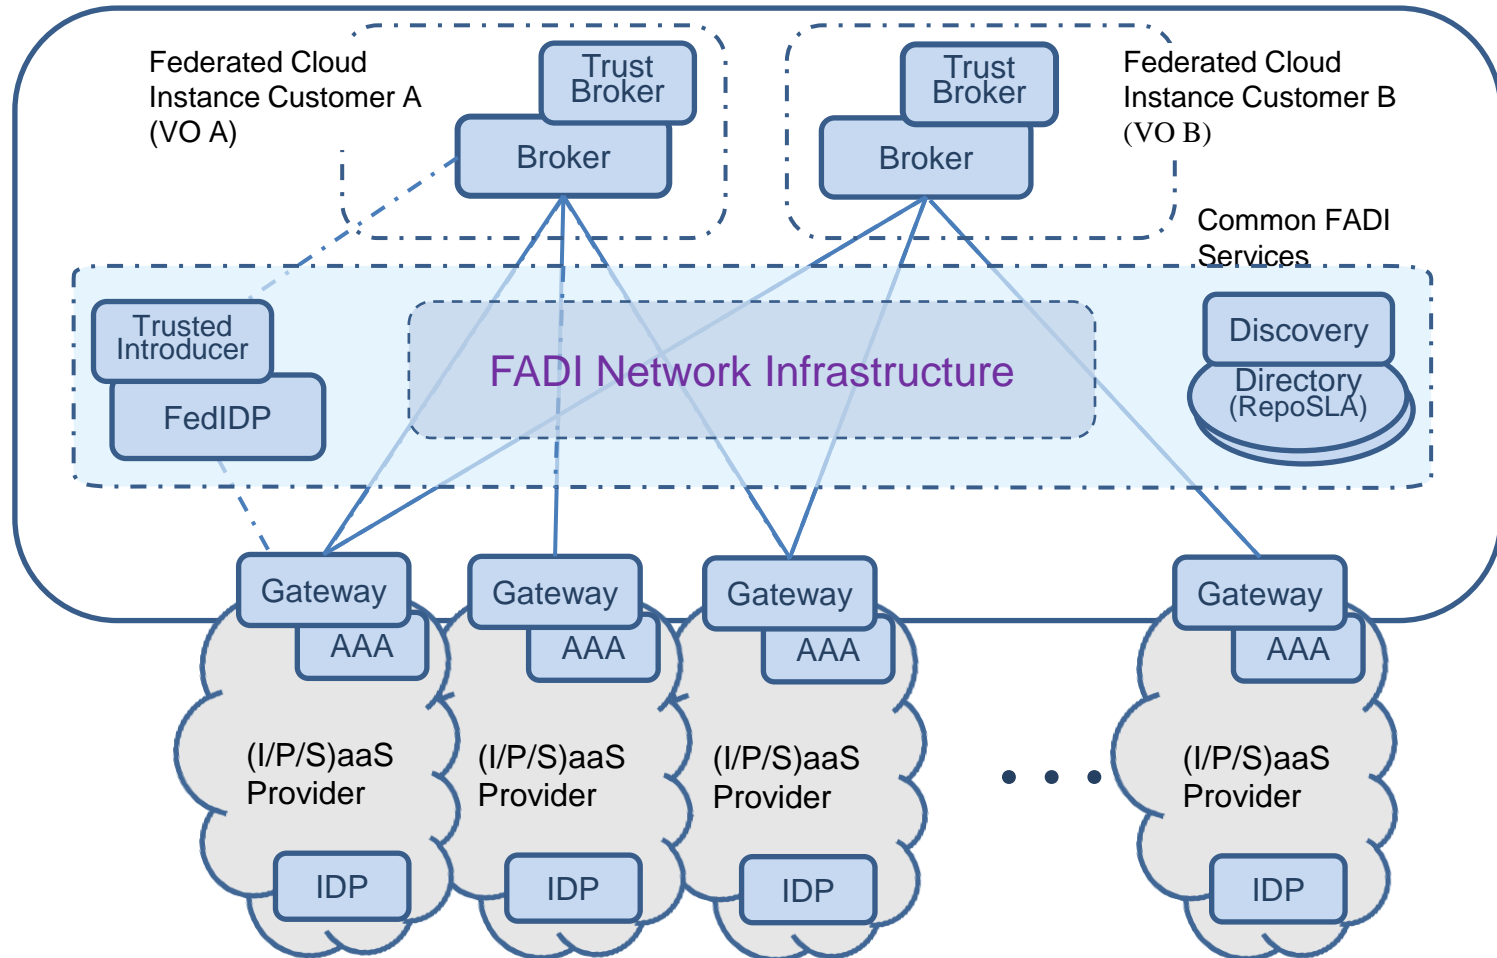 Federated Cloud
Instance Customer A
(VO A)
Trust
Broker
Broker
Trust
Broker
Broker
Federated Cloud
Instance Customer B
(VO B)
Common FADI
Services
Trusted
Introducer
FedIDP
FADI Network Infrastructure
Discovery
Directory
(RepoSLA)
Gateway
AAA
(I/P/S)aaS
Provider
IDP
Gateway
AAA
(I/P/S)aaS
Provider
IDP
Gateway
AAA
(I/P/S)aaS
Provider
IDP
• • •
Gateway
AAA
(I/P/S)aaS
Provider
IDP